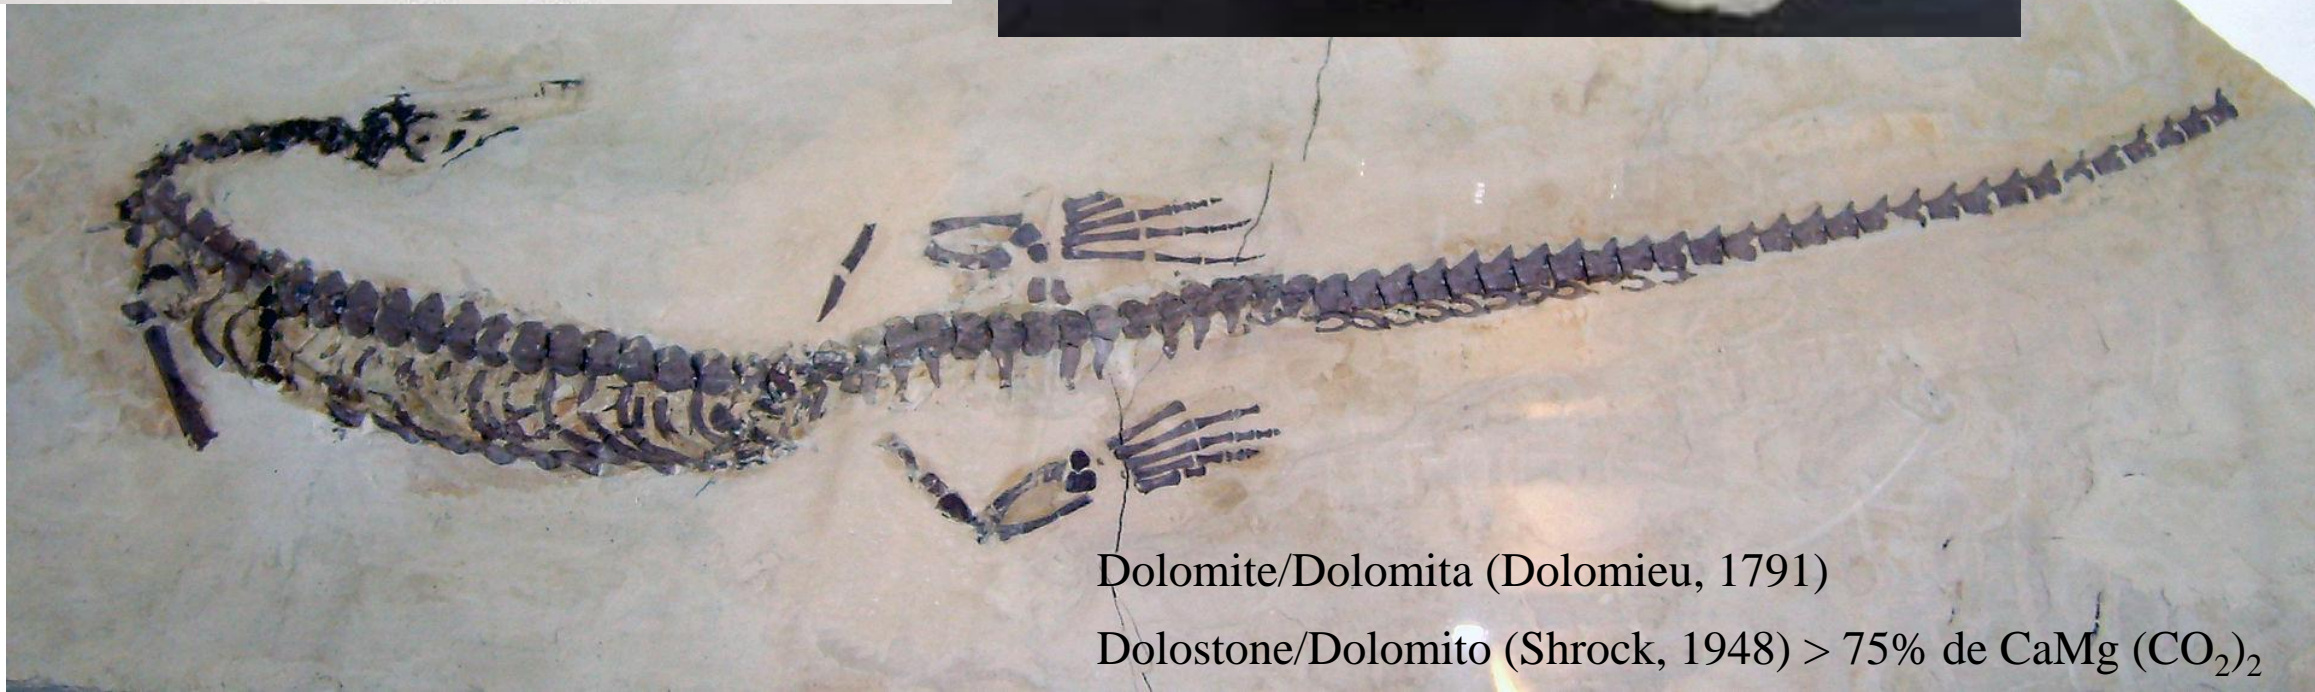 Dolomite/Dolomita (Dolomieu, 1791)
Dolostone/Dolomito (Shrock, 1948) > 75% de CaMg (CO₂)₂